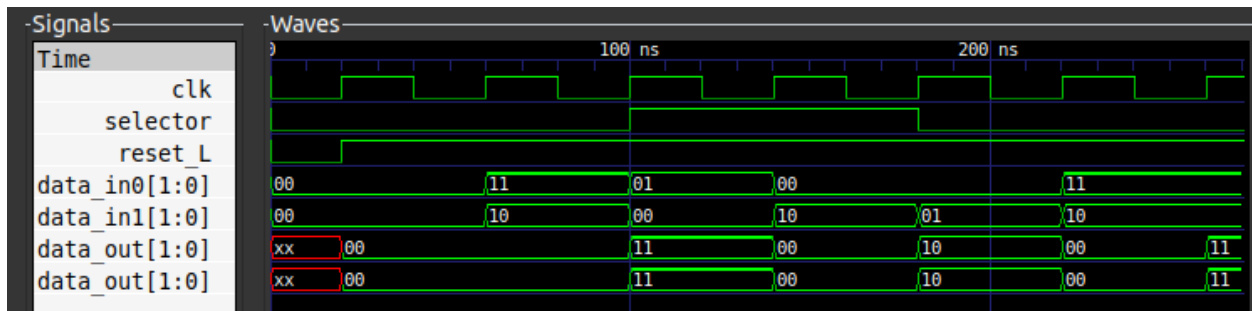 Signals Waves
Time 0 100 ns 200 ns
clk
selector
reset_L
data_in0[1:0] 00 11 01 00 11
data_in1[1:0] 00 10 00 10 01 10
data_out[1:0] xx 00 11 00 10 00 11
data_out[1:0] xx 00 11 00 10 00 11